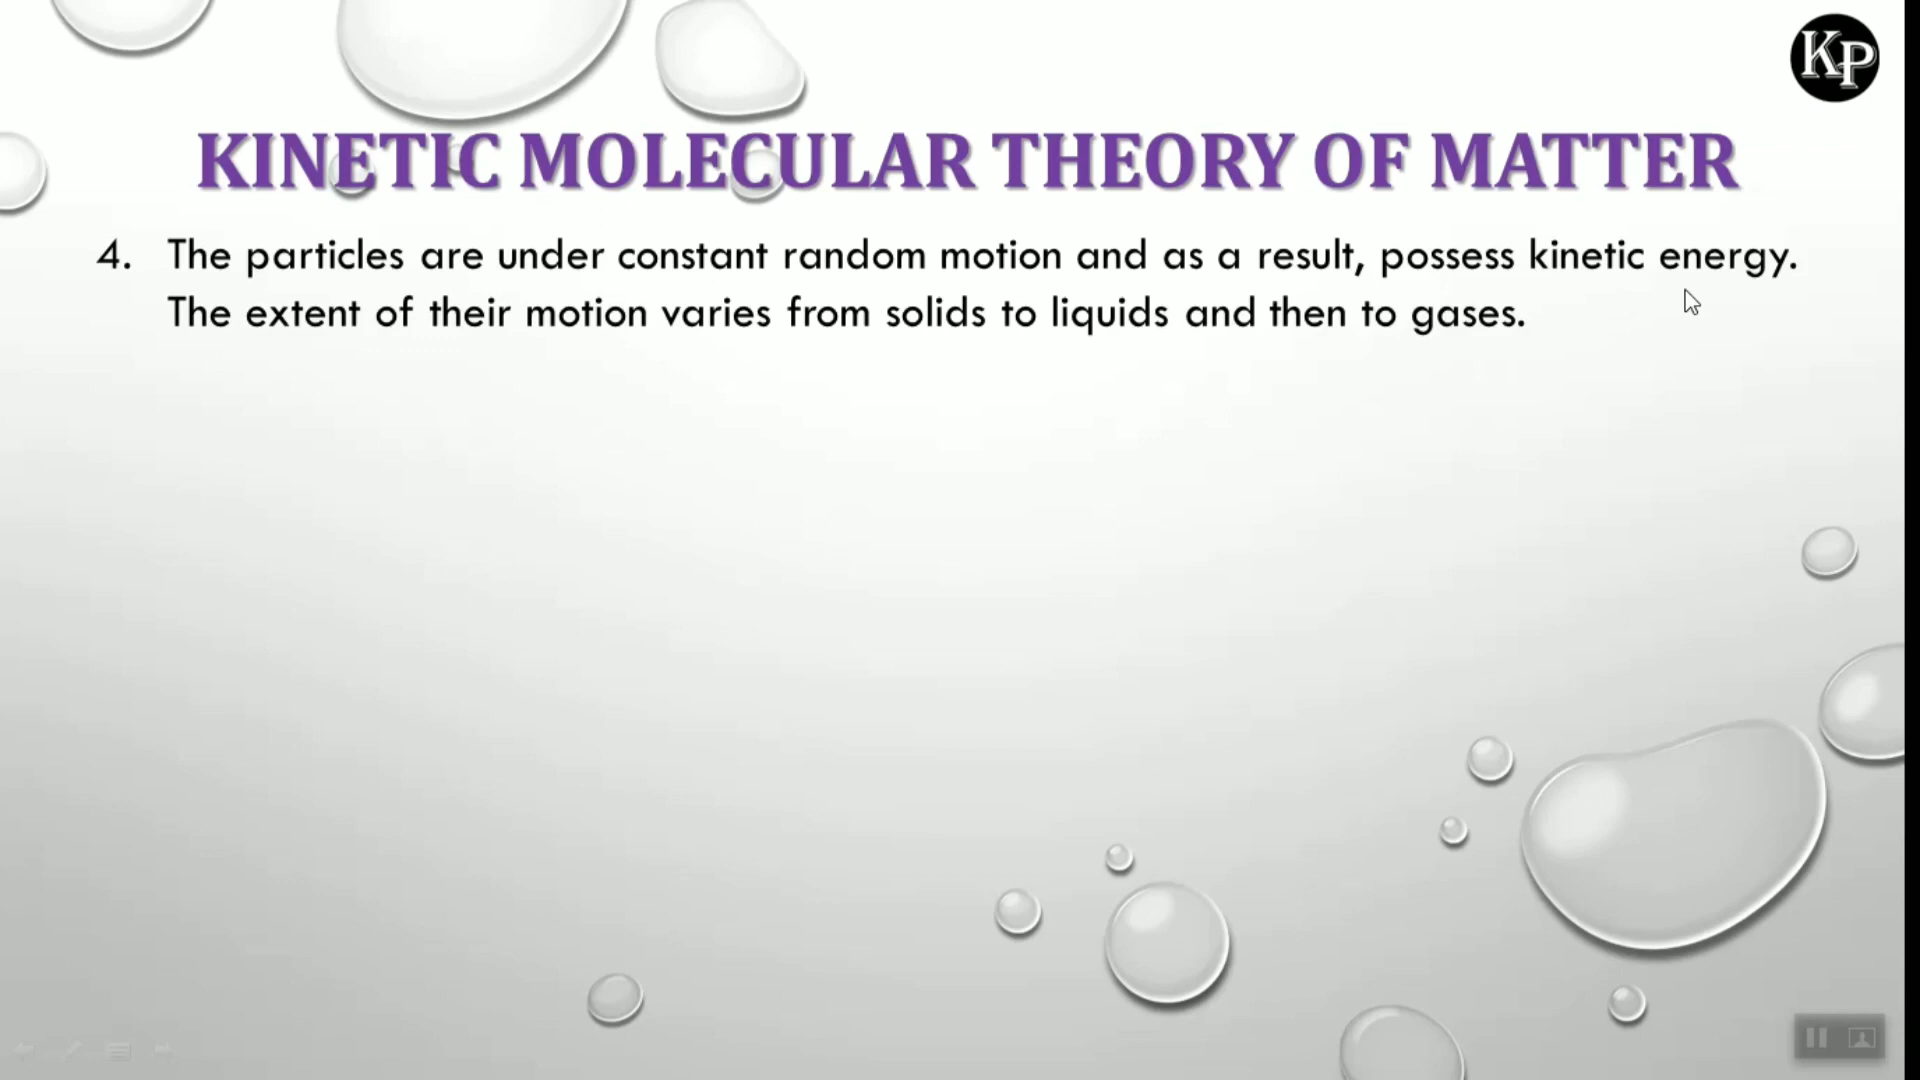 KP
KINETIC MOLECULAR THEORY OF MATTER
4. The particles are under constant random motion and as a result, possess kinetic energy.
The extent of their motion varies from solids to liquids and then to gases.